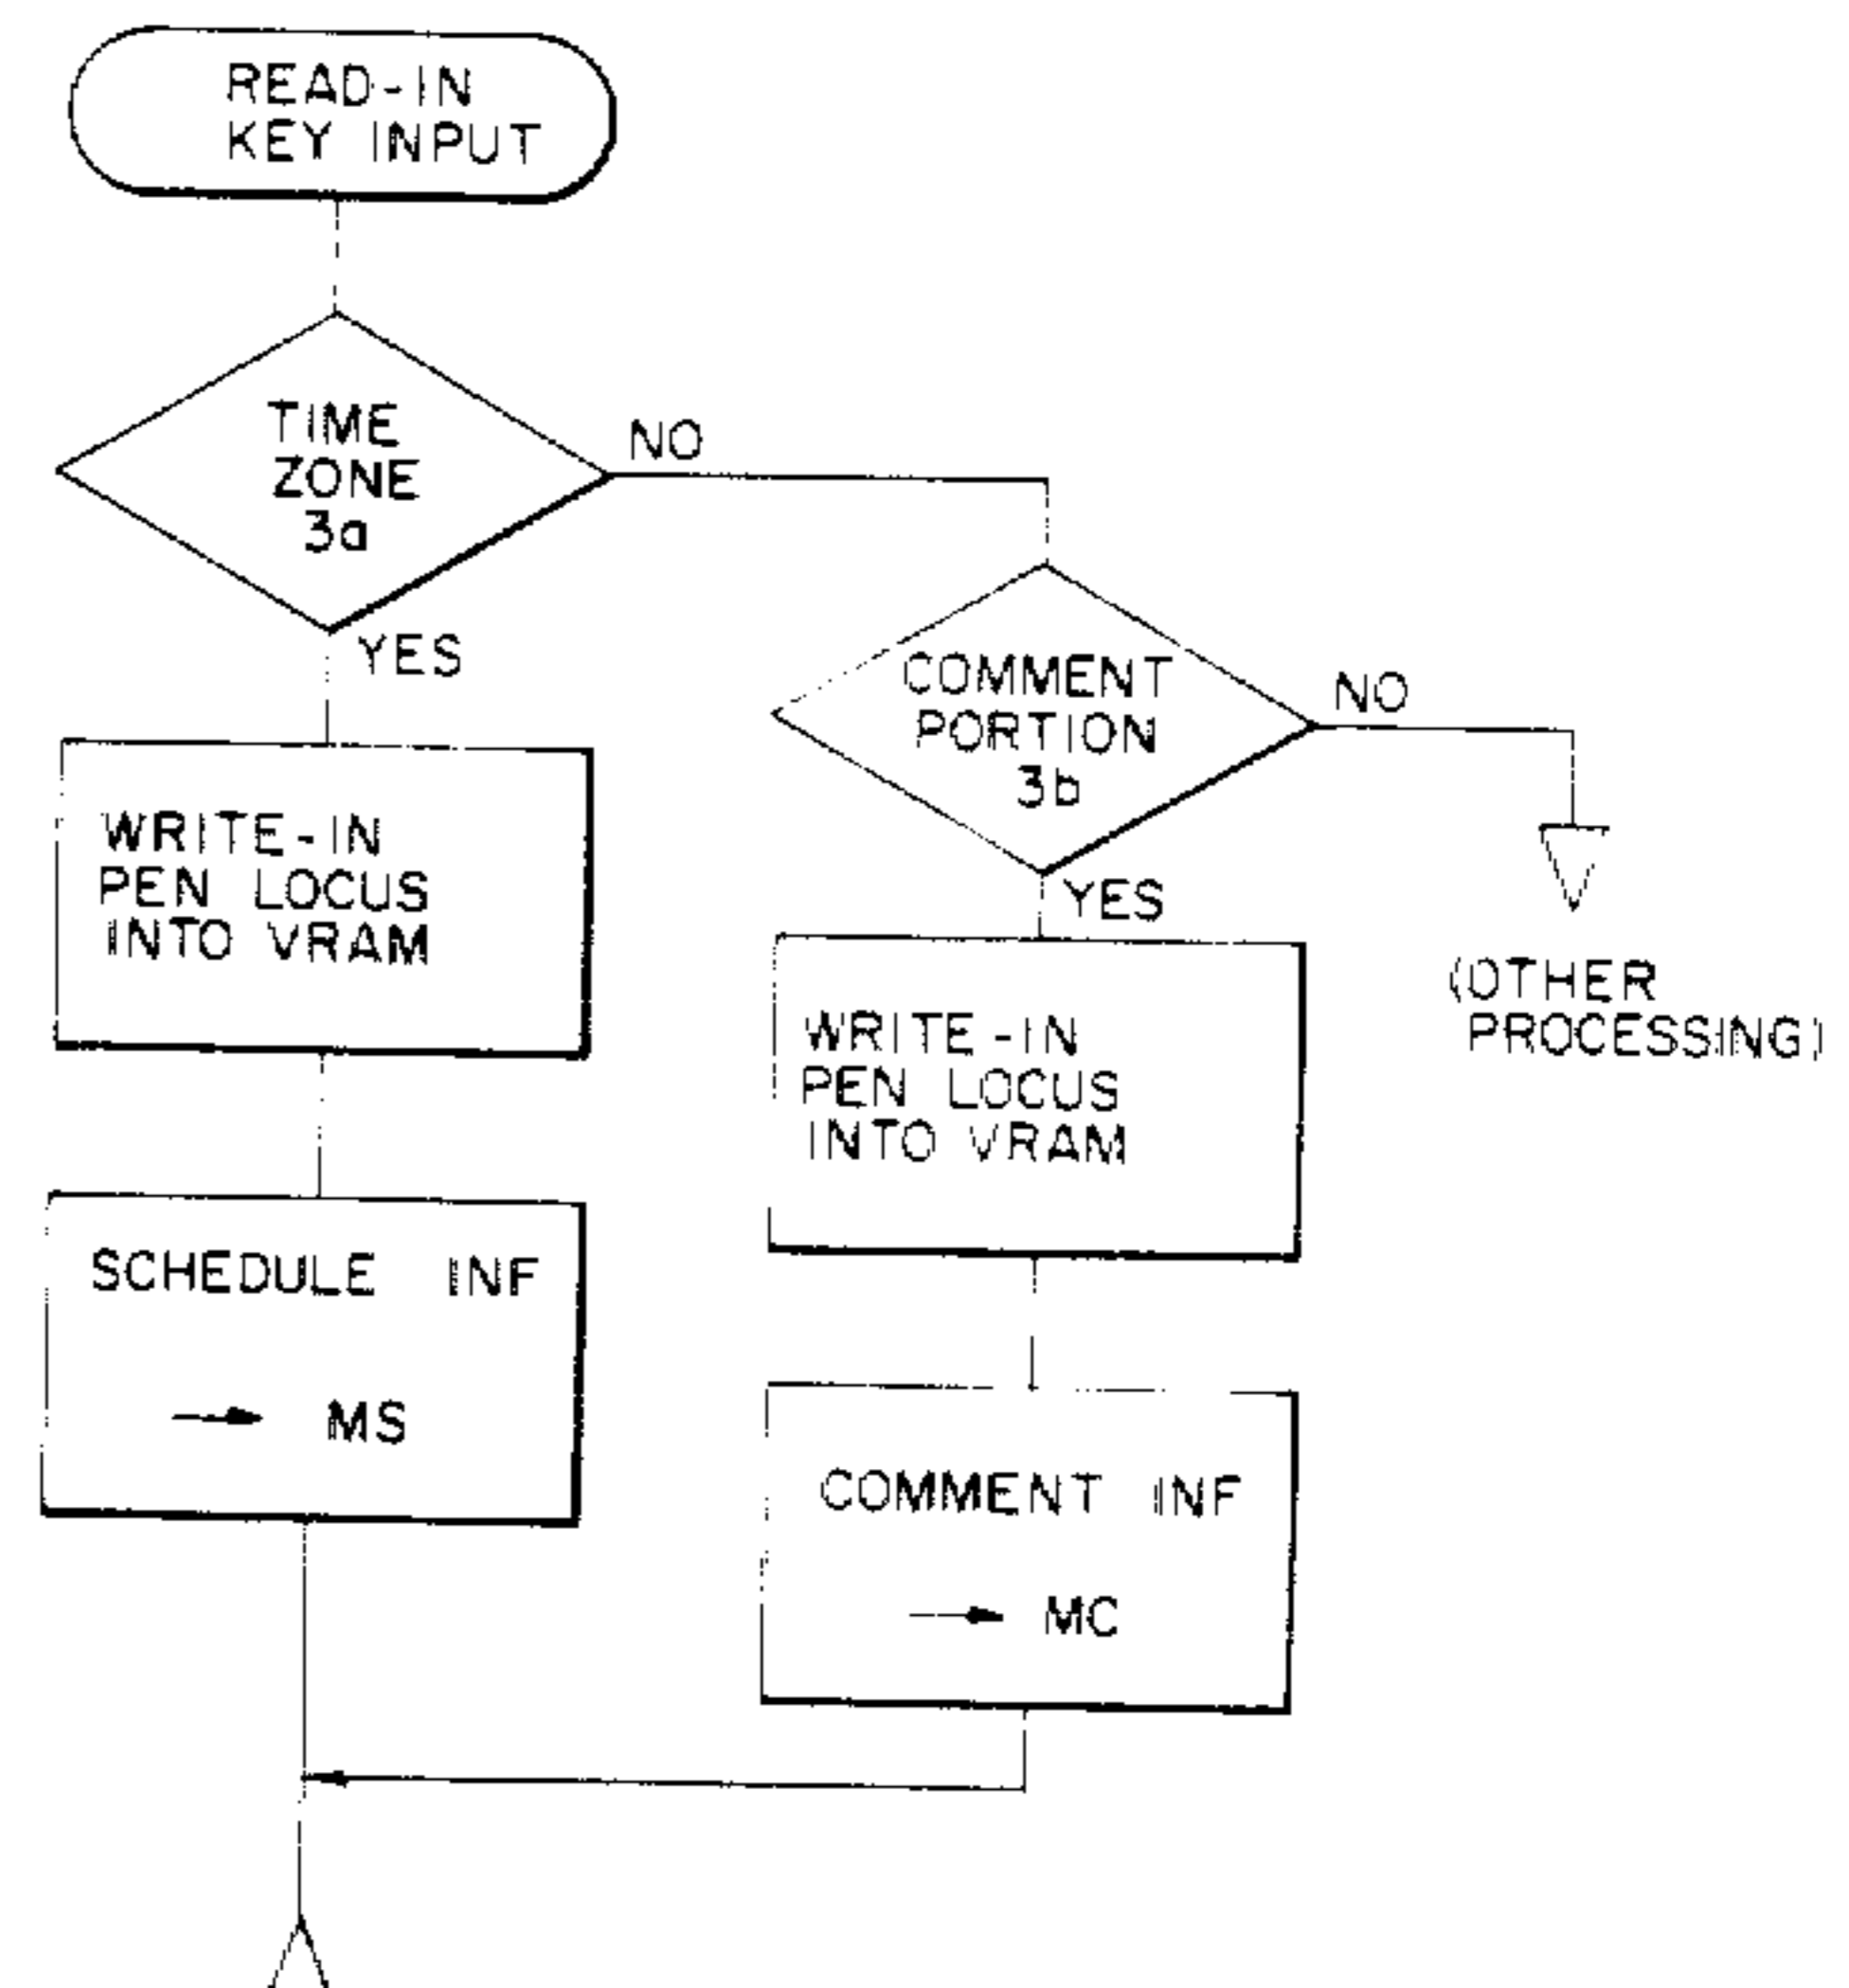 READ-IN
KEY INPUT
TIME
ZONE
3a
NO
YES
COMMENT
PORTION
3b
NO
YES
WRITE-IN
PEN LOCUS
INTO VRAM
(OTHER
PROCESSING)
WRITE-IN
PEN LOCUS
INTO VRAM
SCHEDULE INF
→ MS
COMMENT INF
→ MC